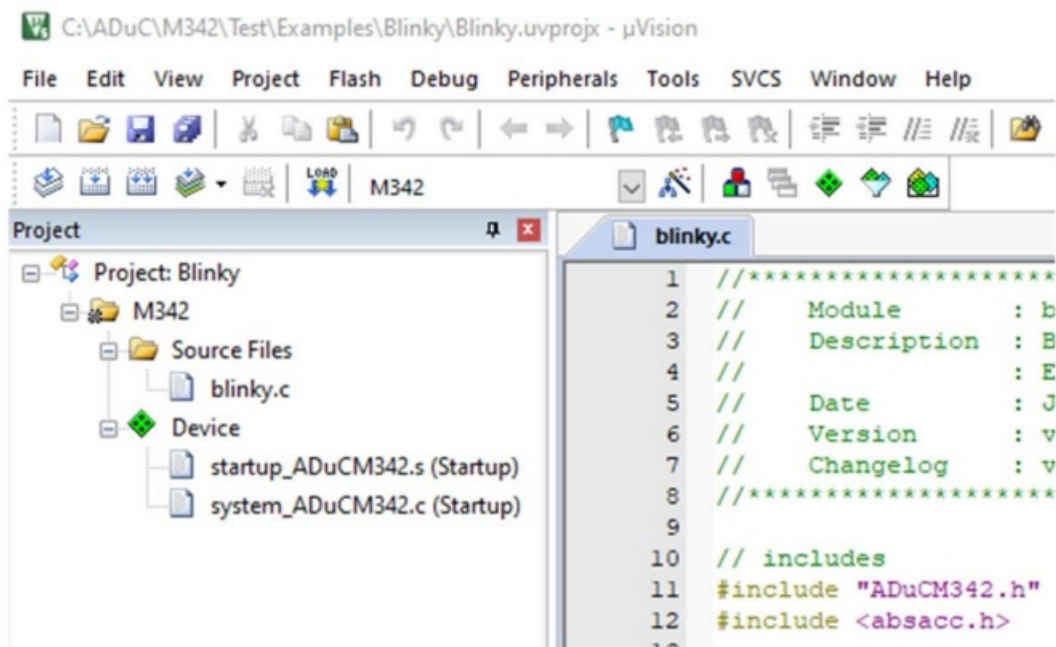 C:\ADuC\M342\Test\Examples\Blinky\Blinky.uvprojx - µVision
File Edit View Project Flash Debug Peripherals Tools SVCS Window Help
LOAD M342
Project
blinky.c
Project: Blinky
M342
Source Files
blinky.c
Device
startup_ADuCM342.s (Startup)
system_ADuCM342.c (Startup)
1 //*********************
2 // Module : b
3 // Description : B
4 // : E
5 // Date : J
6 // Version : v
7 // Changelog : v
8 //*********************
9
10 // includes
11 #include "ADuCM342.h"
12 #include <absacc.h>